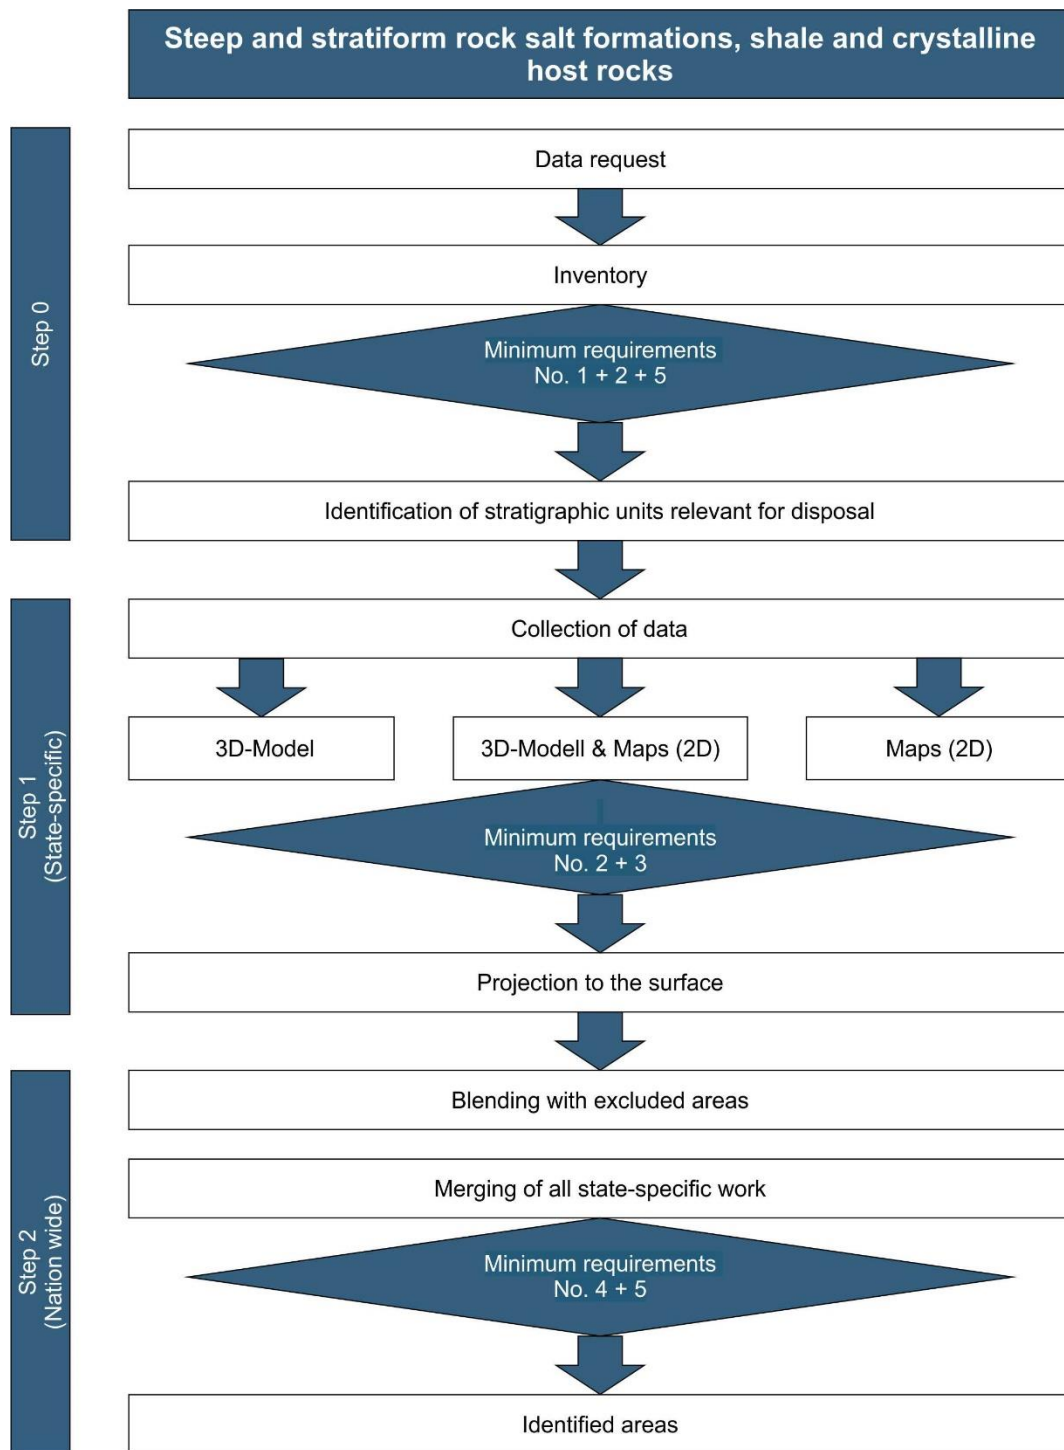 Steep and stratiform rock salt formations, shale and crystalline
host rocks
Step 0
Data request
Inventory
Minimum requirements
No. 1 + 2 + 5
Identification of stratigraphic units relevant for disposal
Step 1
(State-specific)
Collection of data
3D-Model
3D-Modell & Maps (2D)
Maps (2D)
Minimum requirements
No. 2 + 3
Projection to the surface
Step 2
(Nation wide)
Blending with excluded areas
Merging of all state-specific work
Minimum requirements
No. 4 + 5
Identified areas